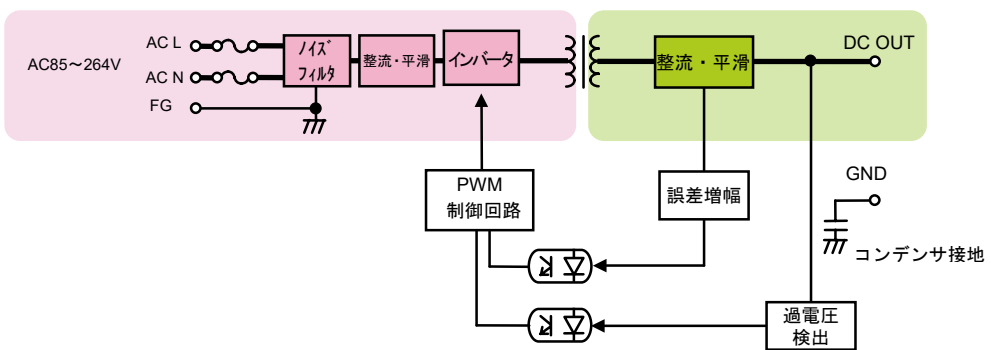 AC85～264V
AC L
AC N
FG
ノイズ
フィルタ
整流・平滑
インバータ
整流・平滑
DC OUT
PWM
制御回路
誤差増幅
GND
コンデンサ接地
過電圧
検出